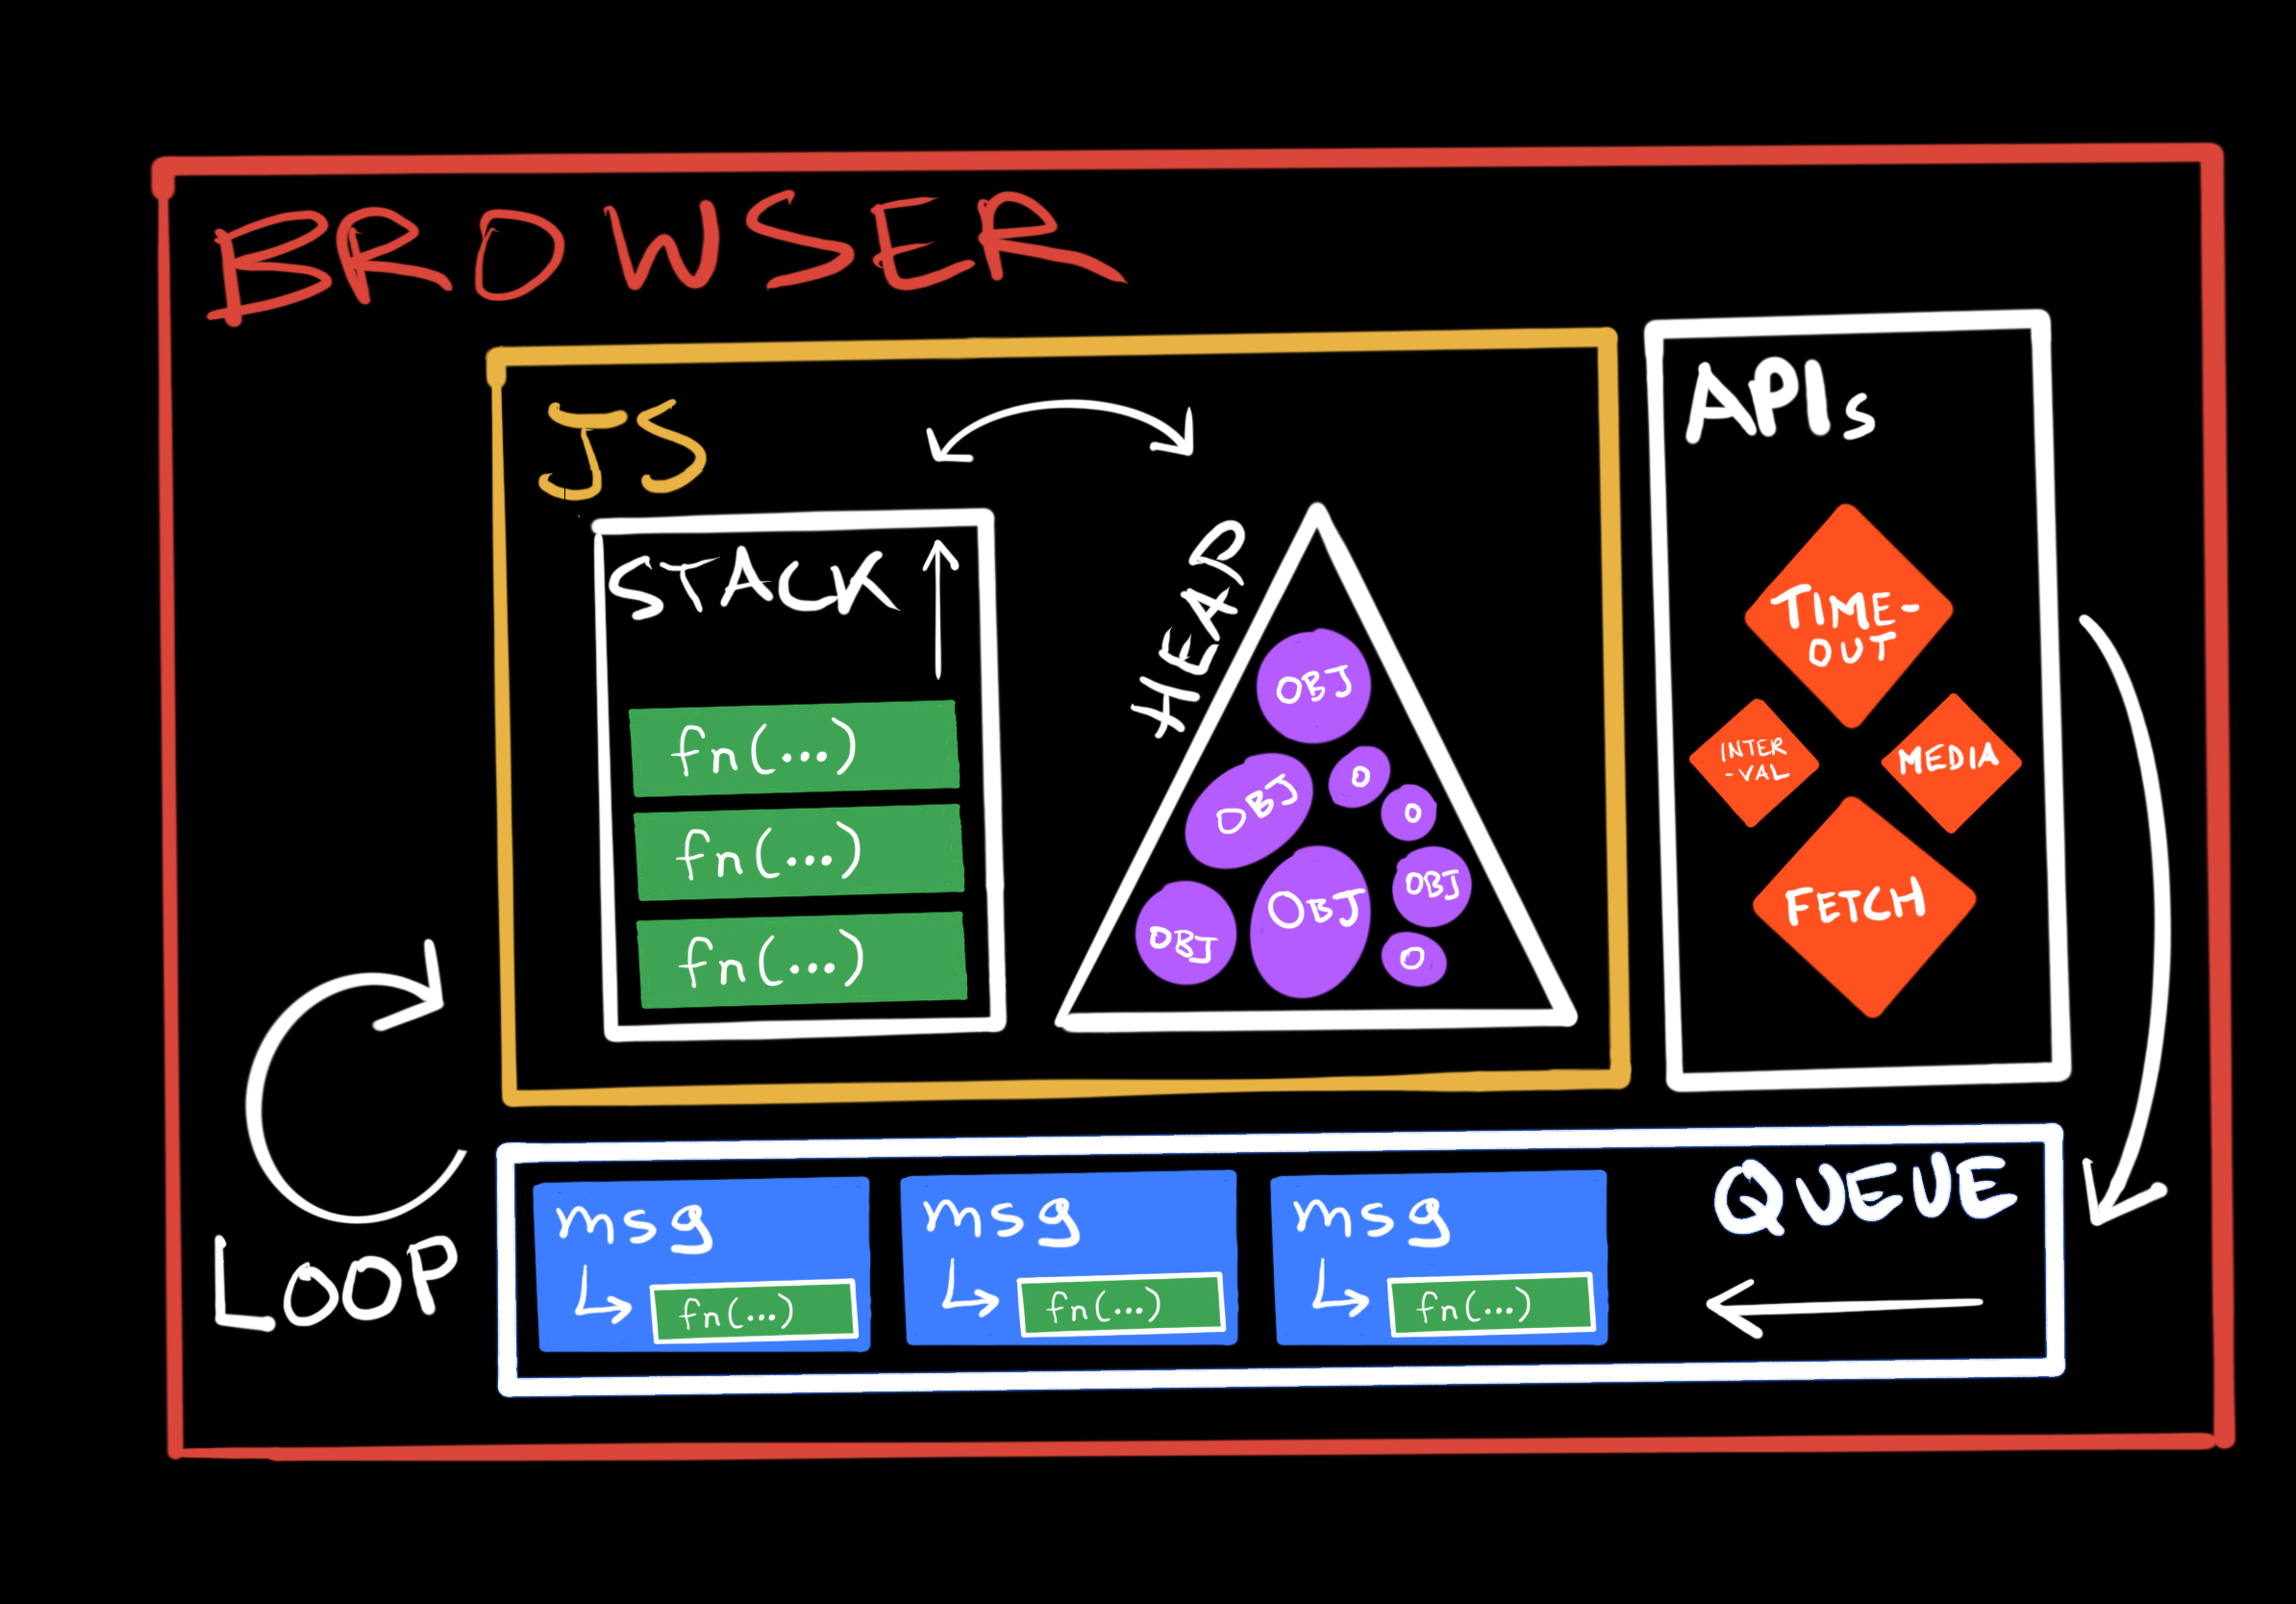 BROWSER
JS
STACK
fn(...)
fn(...)
fn(...)
HEAP
OBJ
OBJ
O
O
OBJ
OBJ
OBJ
O
APIs
TIME-
OUT
INTER
-VAL
MEDIA
FETCH
LOOP
msg
fn(...)
msg
fn(...)
msg
fn(...)
QUEUE